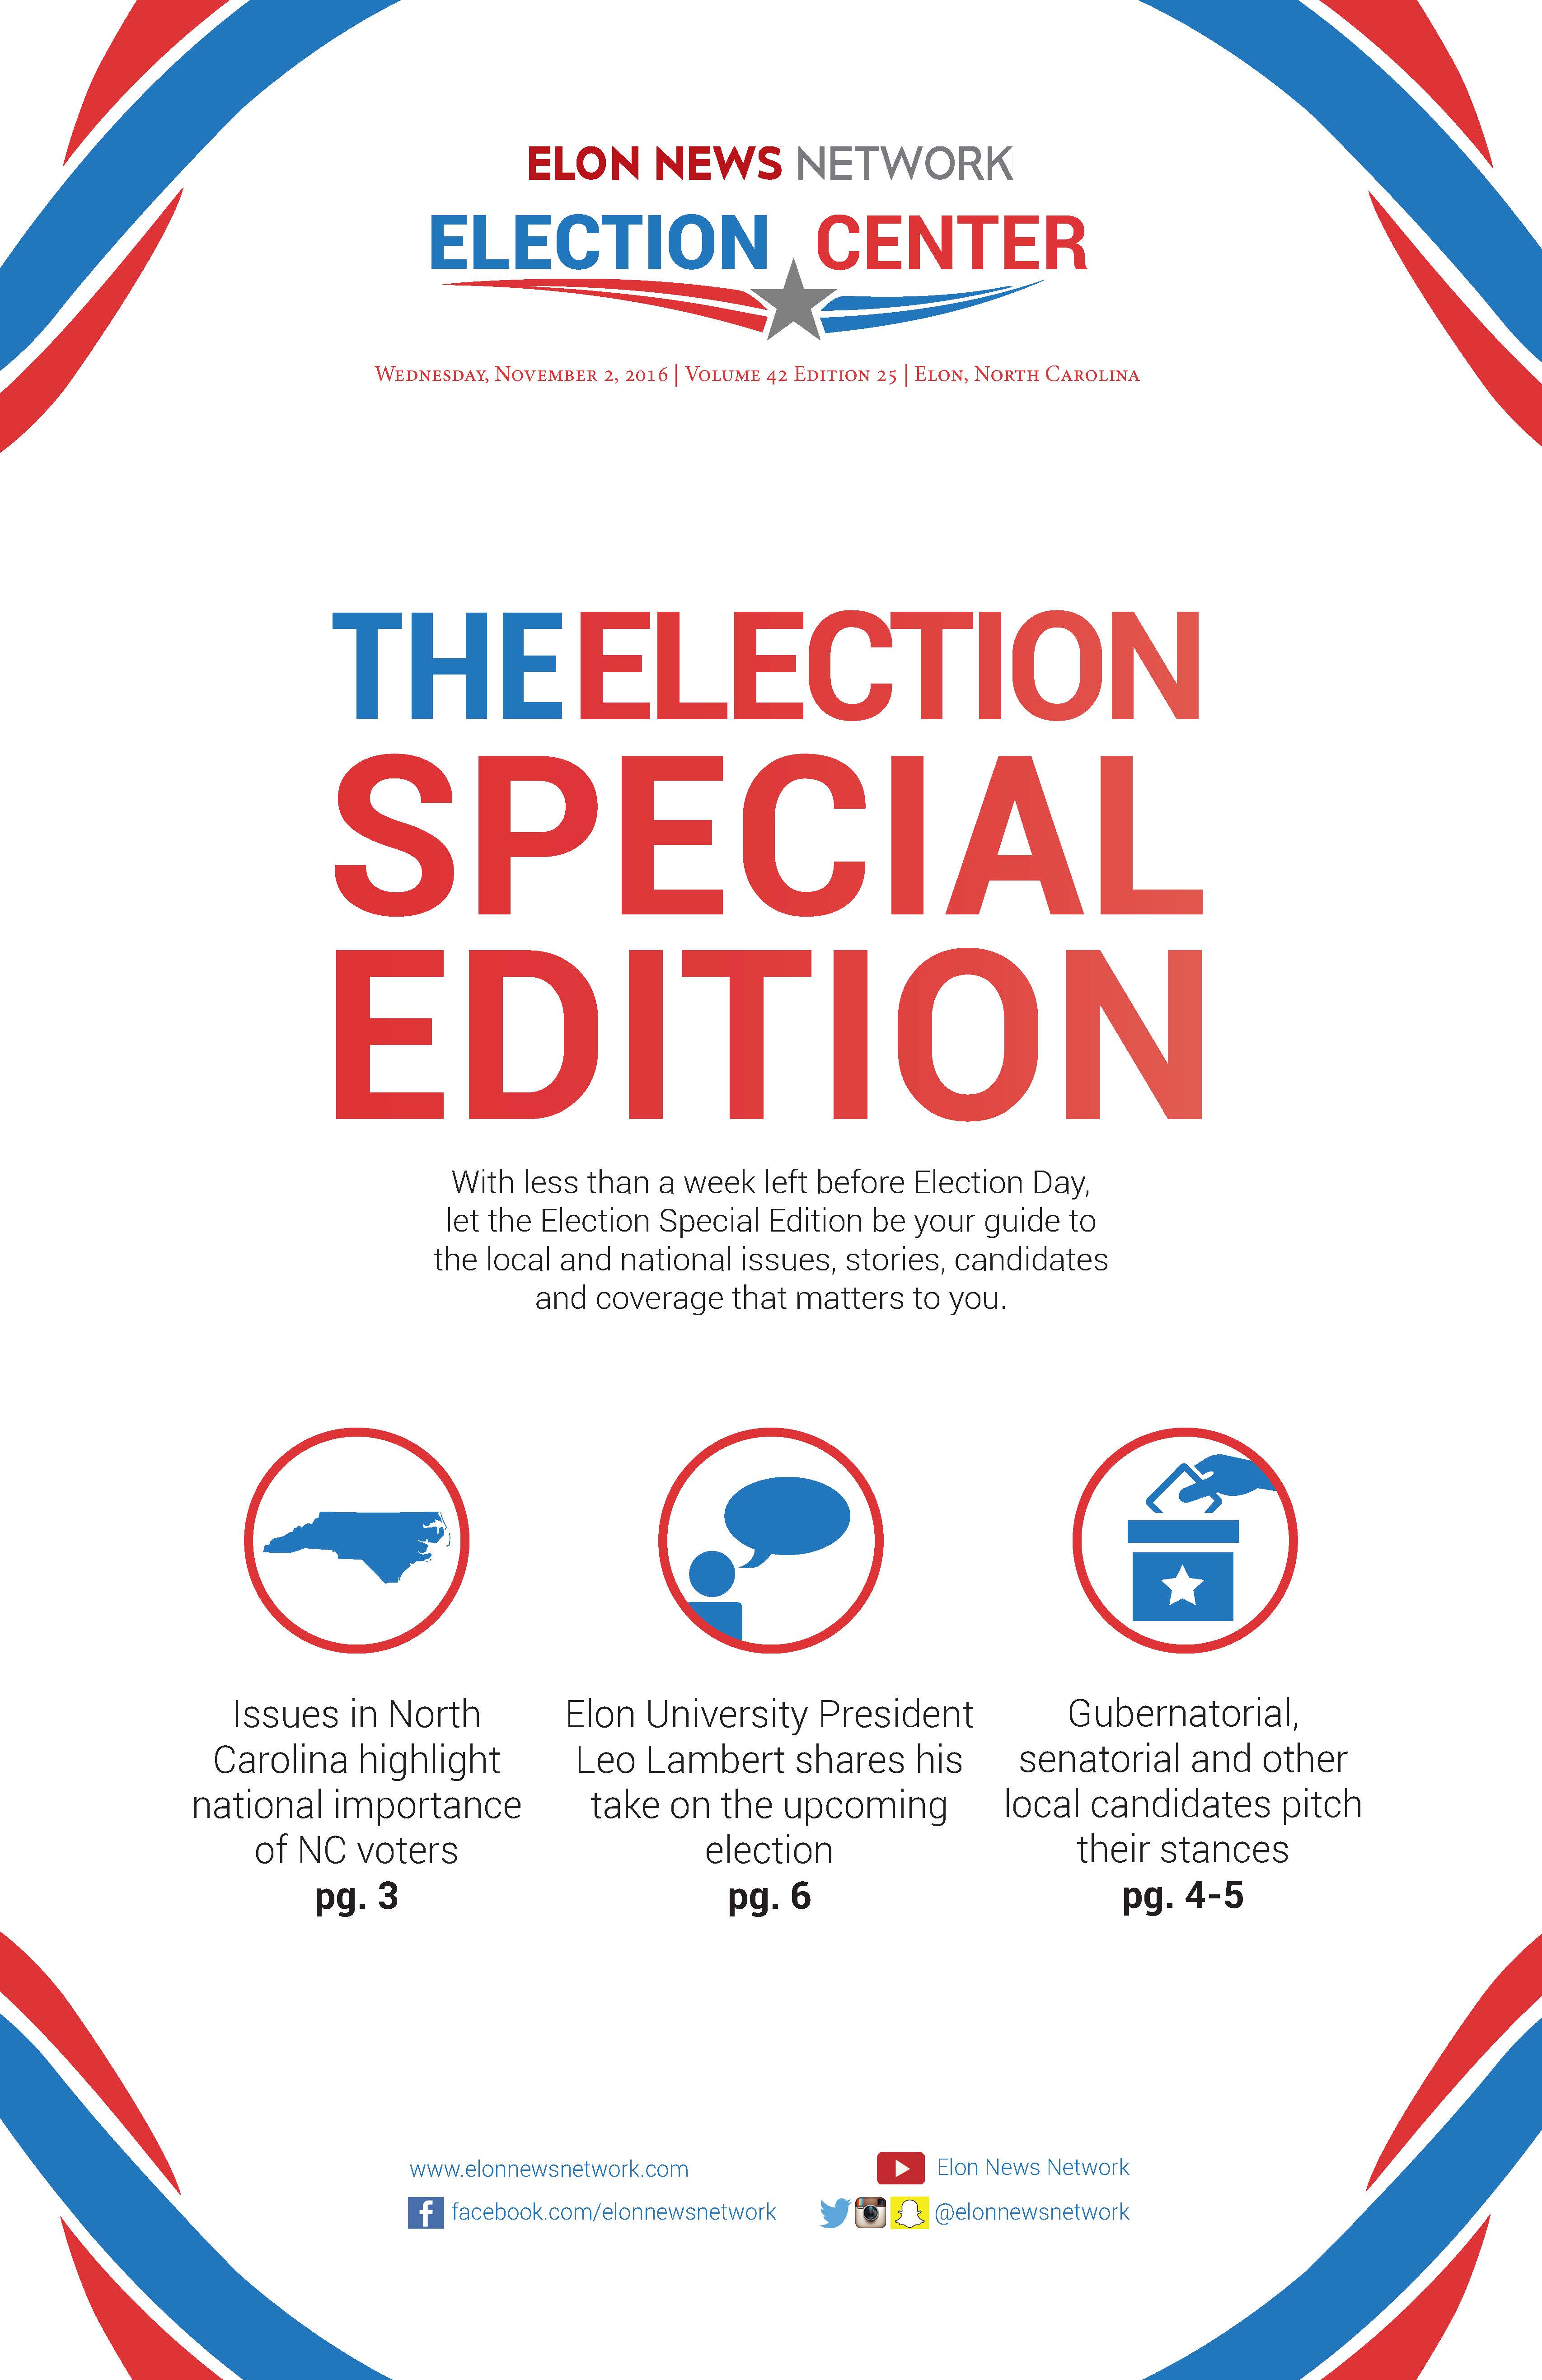 ELON NEWS NETWORK
ELECTION CENTER
Wednesday, November 2, 2016 | Volume 42 Edition 25 | Elon, North Carolina
THE ELECTION
SPECIAL
EDITION
With less than a week left before Election Day,
let the Election Special Edition be your guide to
the local and national issues, stories, candidates
and coverage that matters to you.
Issues in North
Carolina highlight
national importance
of NC voters
pg. 3
Elon University President
Leo Lambert shares his
take on the upcoming
election
pg. 6
Gubernatorial,
senatorial and other
local candidates pitch
their stances
pg. 4-5
www.elonnewsnetwork.com
facebook.com/elonnewsnetwork
Elon News Network
@elonnewsnetwork